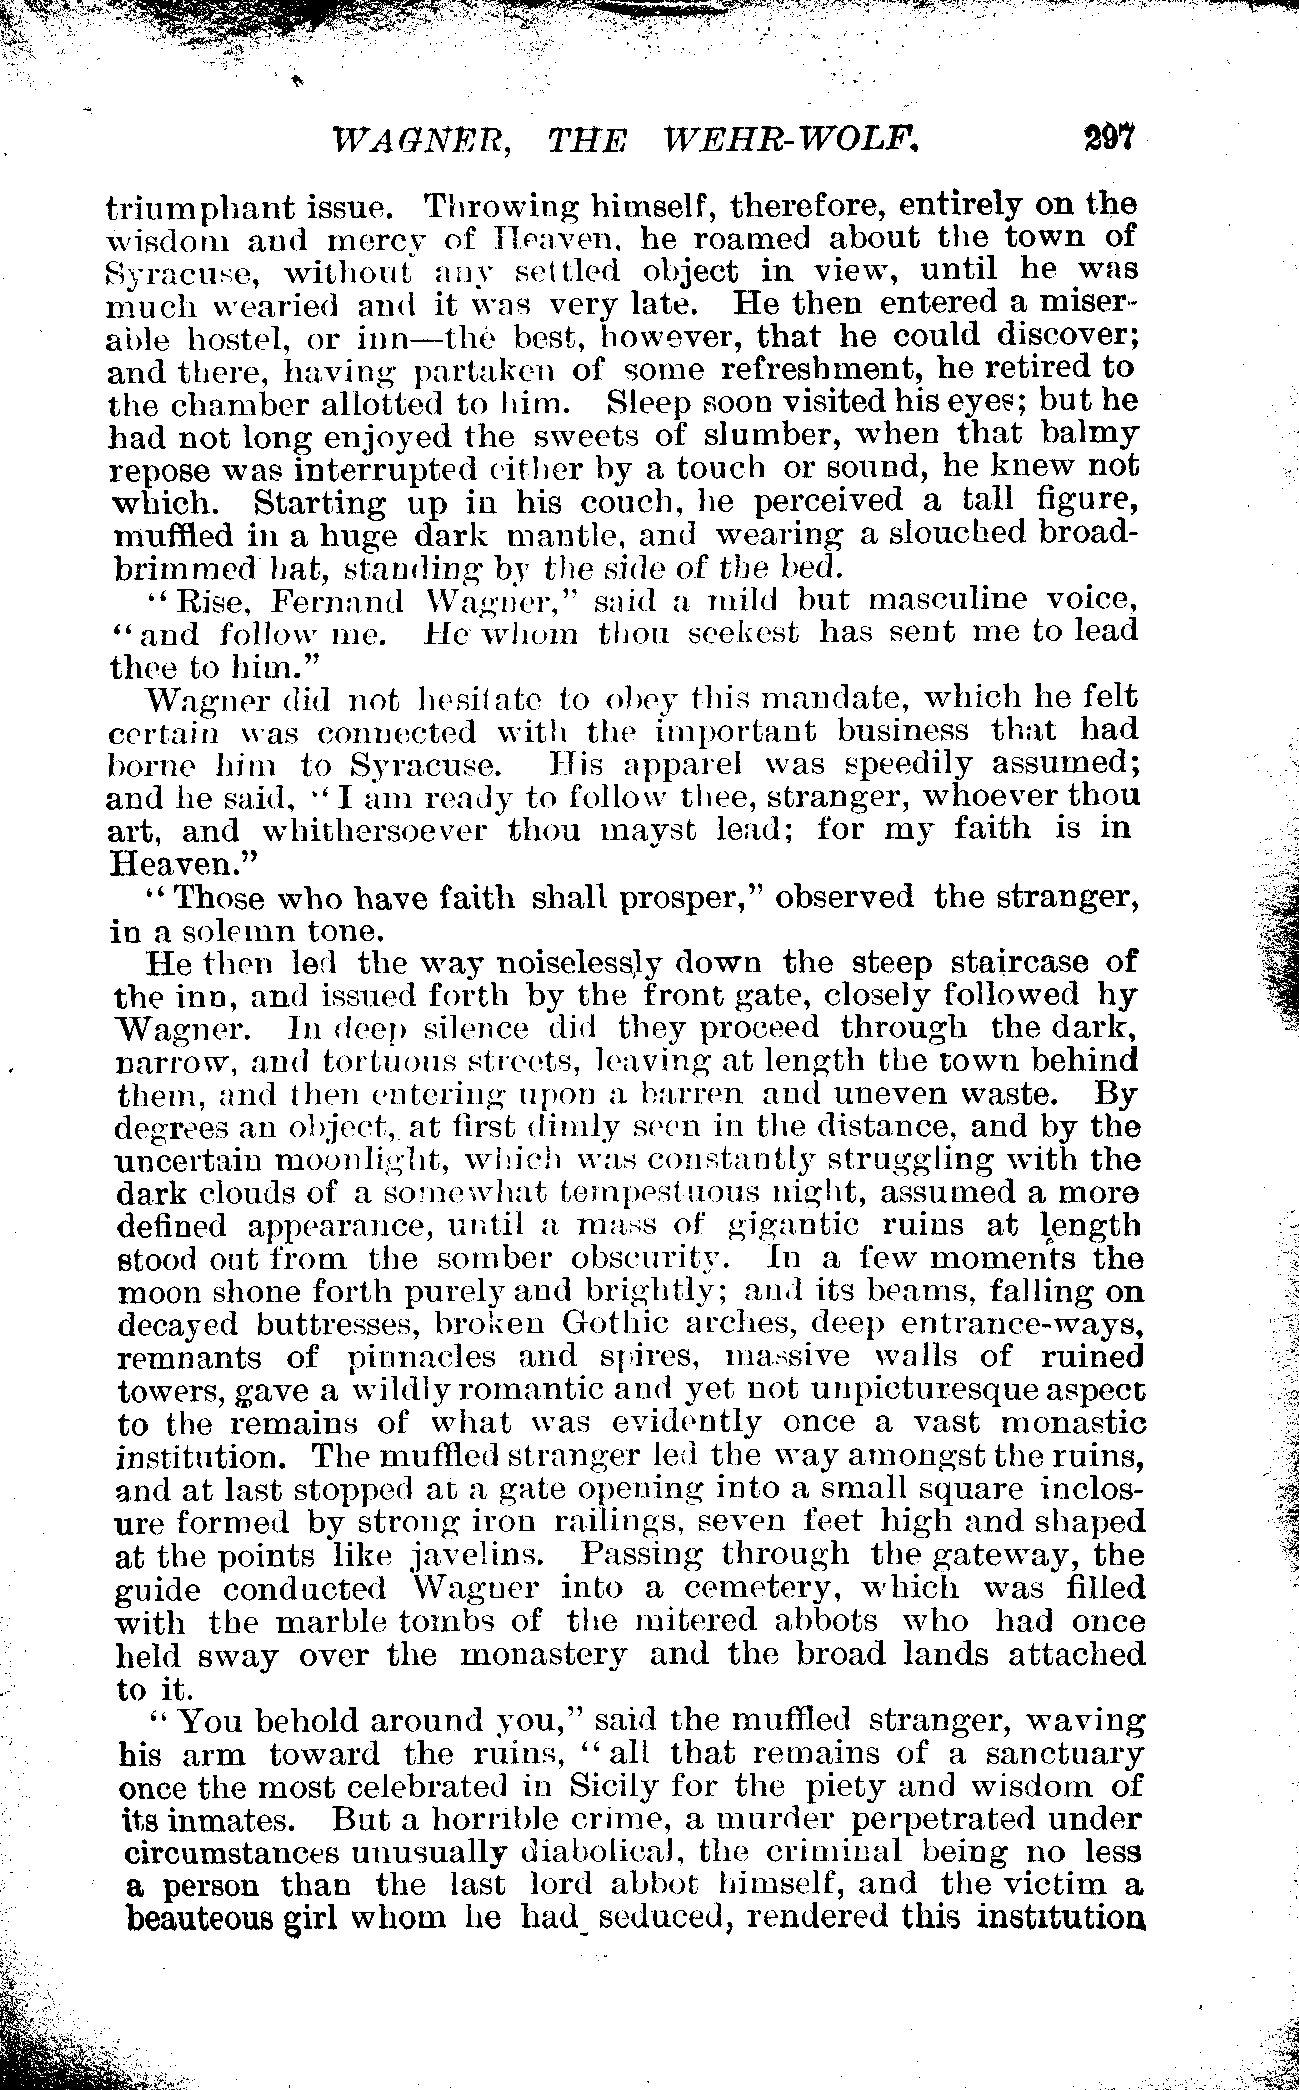 WAGNER, THE WEHR-WOLF. 297
triumphant issue. Throwing himself, therefore, entirely on the
wisdom and mercy of Heaven, he roamed about the town of
Syracuse, without any settled object in view, until he was
much wearied and it was very late. He then entered a miser-
able hostel, or inn—the best, however, that he could discover;
and there, having partaken of some refreshment, he retired to
the chamber allotted to him. Sleep soon visited his eyes; but he
had not long enjoyed the sweets of slumber, when that balmy
repose was interrupted either by a touch or sound, he knew not
which. Starting up in his couch, he perceived a tall figure,
muffled in a huge dark mantle, and wearing a slouched broad-
brimmed hat, standing by the side of the bed.
"Rise, Fernand Wagner," said a mild but masculine voice,
"and follow me. He whom thou seekest has sent me to lead
thee to him."
Wagner did not hesitate to obey this mandate, which he felt
certain was connected with the important business that had
borne him to Syracuse. His apparel was speedily assumed;
and he said, "I am ready to follow thee, stranger, whoever thou
art, and whithersoever thou mayst lead; for my faith is in
Heaven."
"Those who have faith shall prosper," observed the stranger,
in a solemn tone.
He then led the way noiselessly down the steep staircase of
the inn, and issued forth by the front gate, closely followed hy
Wagner. In deep silence did they proceed through the dark,
narrow, and tortuous streets, leaving at length the town behind
them, and then entering upon a barren and uneven waste. By
degrees an object, at first dimly seen in the distance, and by the
uncertain moonlight, which was constantly struggling with the
dark clouds of a somewhat tempestuous night, assumed a more
defined appearance, until a mass of gigantic ruins at length
stood out from the somber obscurity. In a few moments the
moon shone forth purely and brightly; and its beams, falling on
decayed buttresses, broken Gothic arches, deep entrance-ways,
remnants of pinnacles and spires, massive walls of ruined
towers, gave a wildly romantic and yet not unpicturesque aspect
to the remains of what was evidently once a vast monastic
institution. The muffled stranger led the way amongst the ruins,
and at last stopped at a gate opening into a small square inclos-
ure formed by strong iron railings, seven feet high and shaped
at the points like javelins. Passing through the gateway, the
guide conducted Wagner into a cemetery, which was filled
with the marble tombs of the mitered abbots who had once
held sway over the monastery and the broad lands attached
to it.
"You behold around you," said the muffled stranger, waving
his arm toward the ruins, "all that remains of a sanctuary
once the most celebrated in Sicily for the piety and wisdom of
its inmates. But a horrible crime, a murder perpetrated under
circumstances unusually diabolical, the criminal being no less
a person than the last lord abbot himself, and the victim a
beauteous girl whom he had seduced, rendered this institution